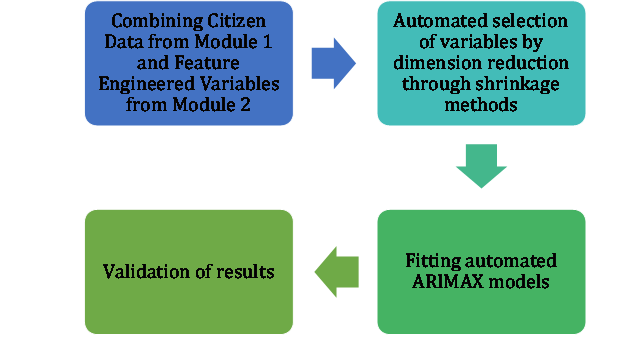 Combining Citizen
Data from Module 1
and Feature
Engineered Variables
from Module 2
Automated selection
of variables by
dimension reduction
through shrinkage
methods
Fitting automated
ARIMAX models
Validation of results